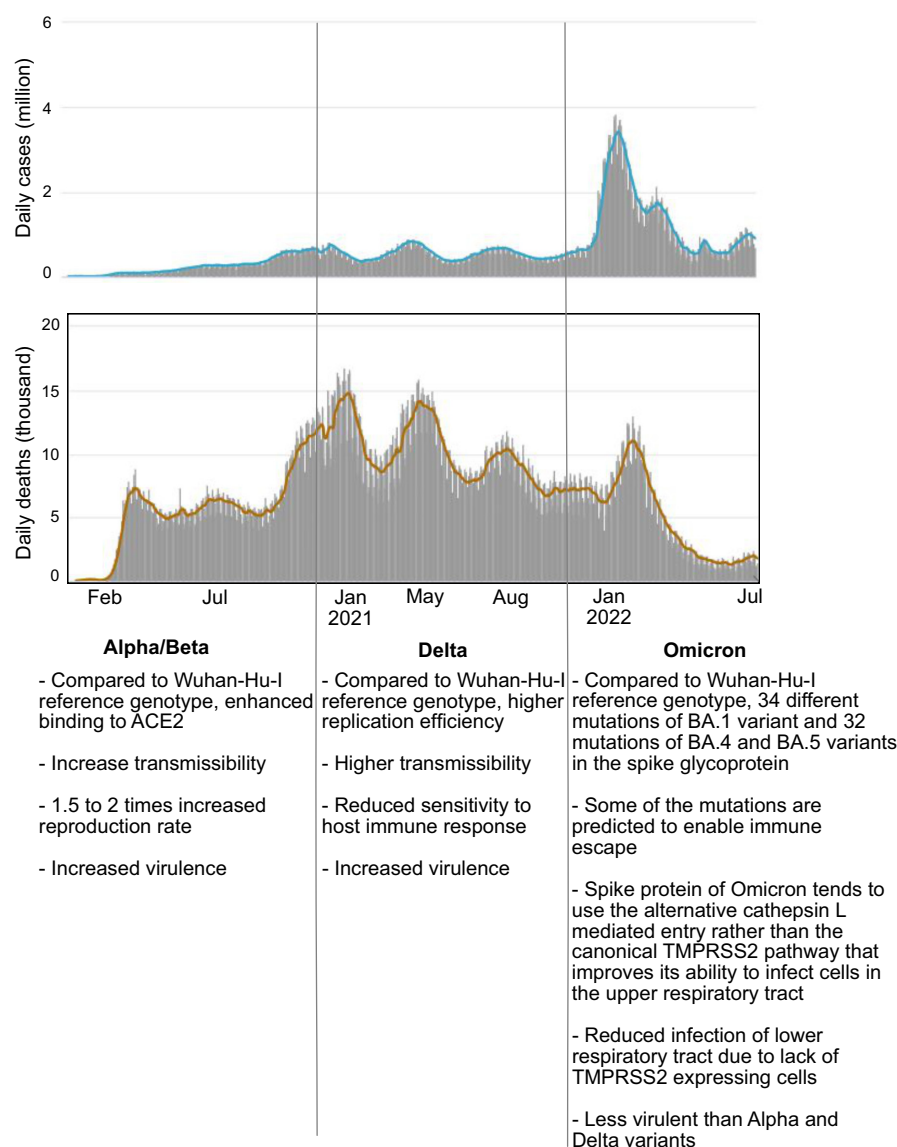 6
4
2
0
Daily cases (million)
20
15
10
5
0
Daily deaths (thousand)
Feb
Jul
Jan
2021
May
Aug
Jan
2022
Jul
Alpha/Beta
- Compared to Wuhan-Hu-I
reference genotype, enhanced
binding to ACE2
- Increase transmissibility
- 1.5 to 2 times increased
reproduction rate
- Increased virulence
Delta
- Compared to Wuhan-Hu-I
reference genotype, higher
replication efficiency
- Higher transmissibility
- Reduced sensitivity to
host immune response
- Increased virulence
Omicron
- Compared to Wuhan-Hu-I
reference genotype, 34 different
mutations of BA.1 variant and 32
mutations of BA.4 and BA.5 variants
in the spike glycoprotein
- Some of the mutations are
predicted to enable immune
escape
- Spike protein of Omicron tends to
use the alternative cathepsin L
mediated entry rather than the
canonical TMPRSS2 pathway that
improves its ability to infect cells in
the upper respiratory tract
- Reduced infection of lower
respiratory tract due to lack of
TMPRSS2 expressing cells
- Less virulent than Alpha and
Delta variants